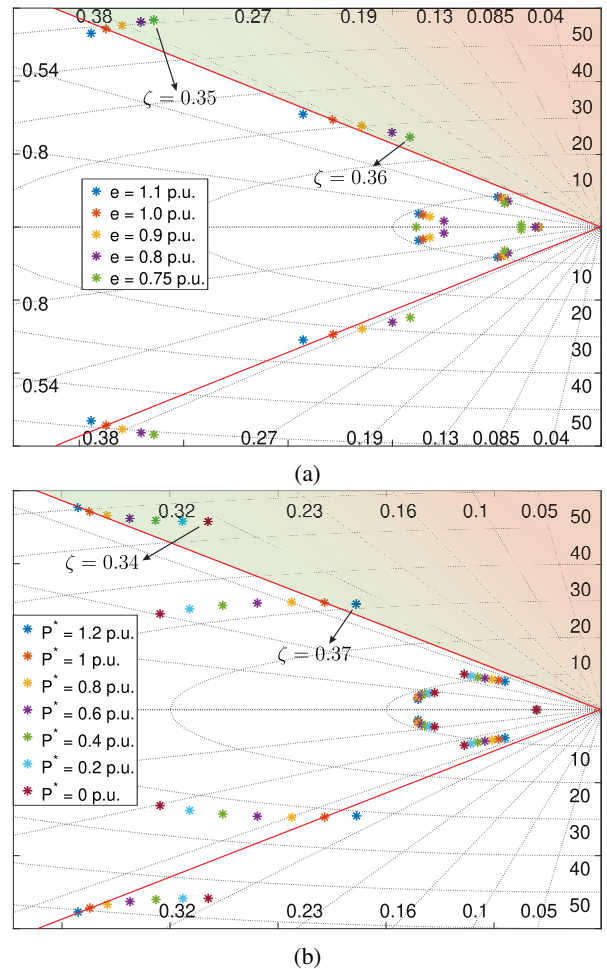 0.38 0.27 0.19 0.13 0.085 0.04
50
40
0.54
ζ = 0.35
30
0.8
20
ζ = 0.36
10
e = 1.1 p.u.
e = 1.0 p.u.
e = 0.9 p.u.
e = 0.8 p.u.
e = 0.75 p.u.
10
0.8
20
30
0.54
40
50
0.38 0.27 0.19 0.13 0.085 0.04
(a)
0.32 0.23 0.16 0.1 0.05
50
40
ζ = 0.34
30
ζ = 0.37
20
10
P* = 1.2 p.u.
P* = 1 p.u.
P* = 0.8 p.u.
P* = 0.6 p.u.
P* = 0.4 p.u.
P* = 0.2 p.u.
P* = 0 p.u.
10
20
30
40
50
0.32 0.23 0.16 0.1 0.05
(b)